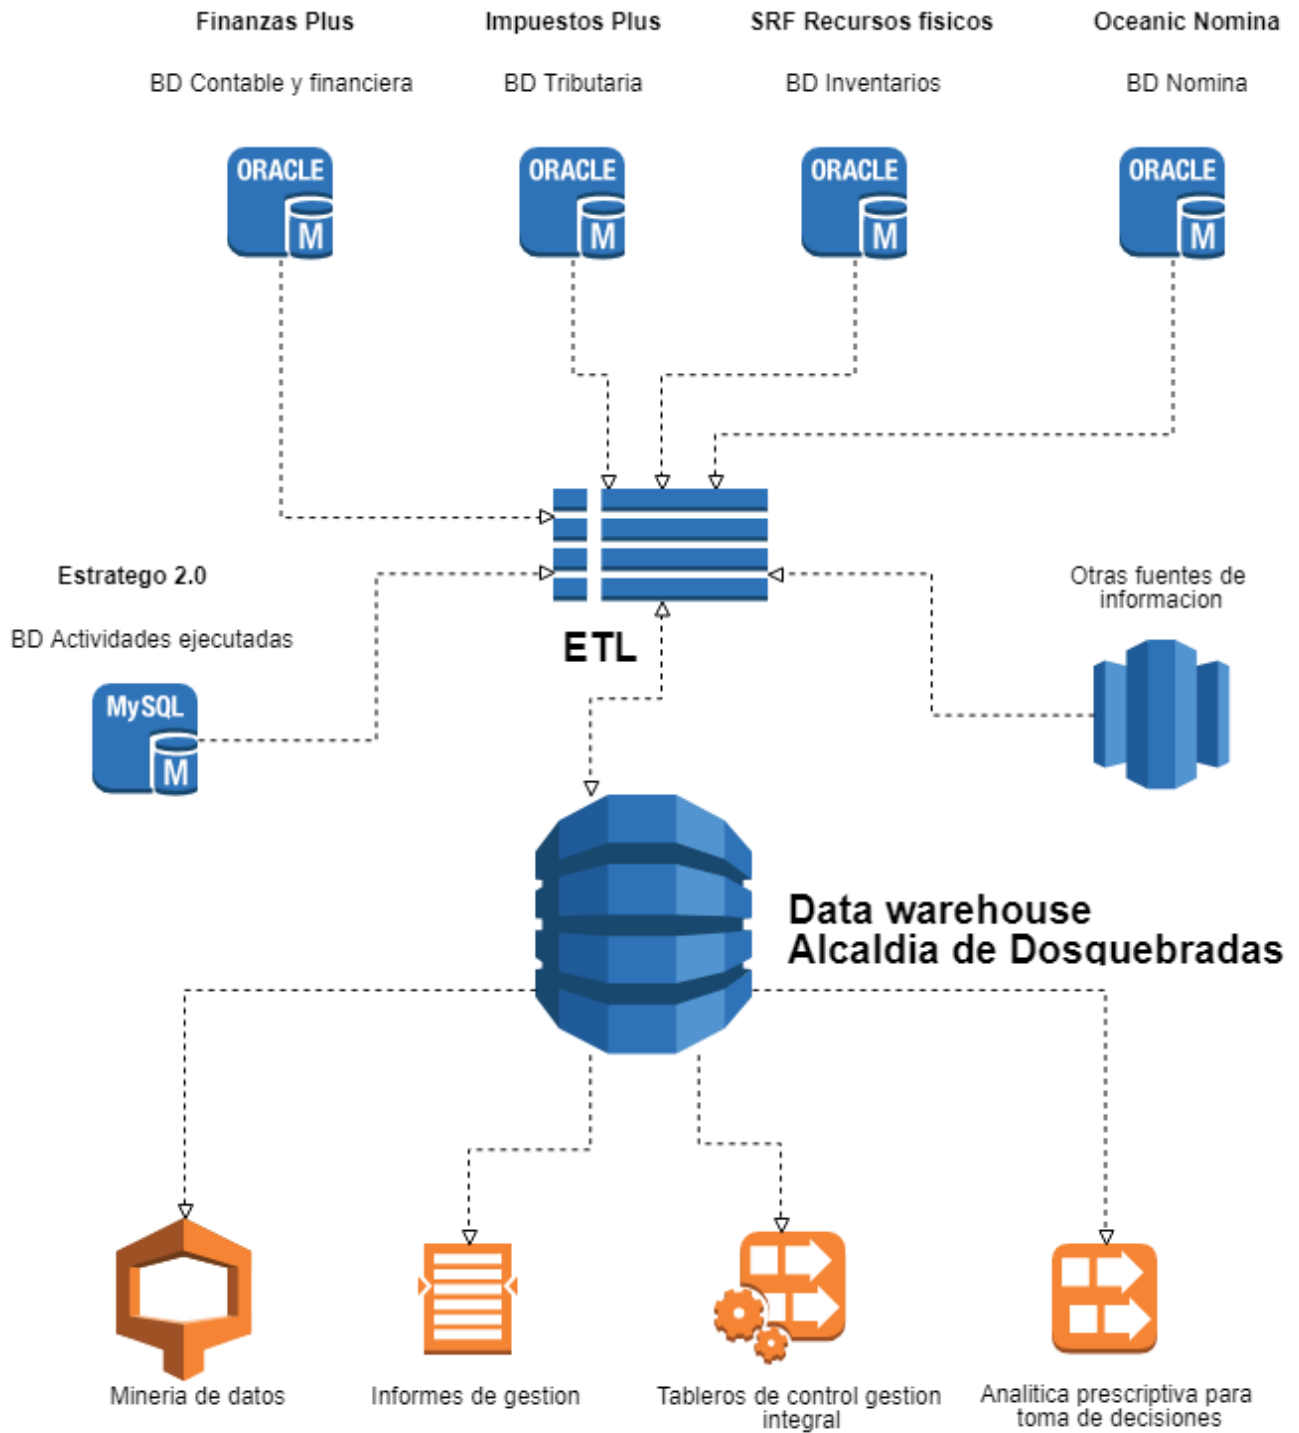 Finanzas Plus
Impuestos Plus
SRF Recursos fisicos
Oceanic Nomina
BD Contable y financiera
BD Tributaria
BD Inventarios
BD Nomina
ORACLE
M
ORACLE
M
ORACLE
M
ORACLE
M
Estratego 2.0
BD Actividades ejecutadas
MySQL
M
ETL
Otras fuentes de
informacion
Data warehouse
Alcaldia de Dosquebradas
Mineria de datos
Informes de gestion
Tableros de control gestion
integral
Analitica prescriptiva para
toma de decisiones